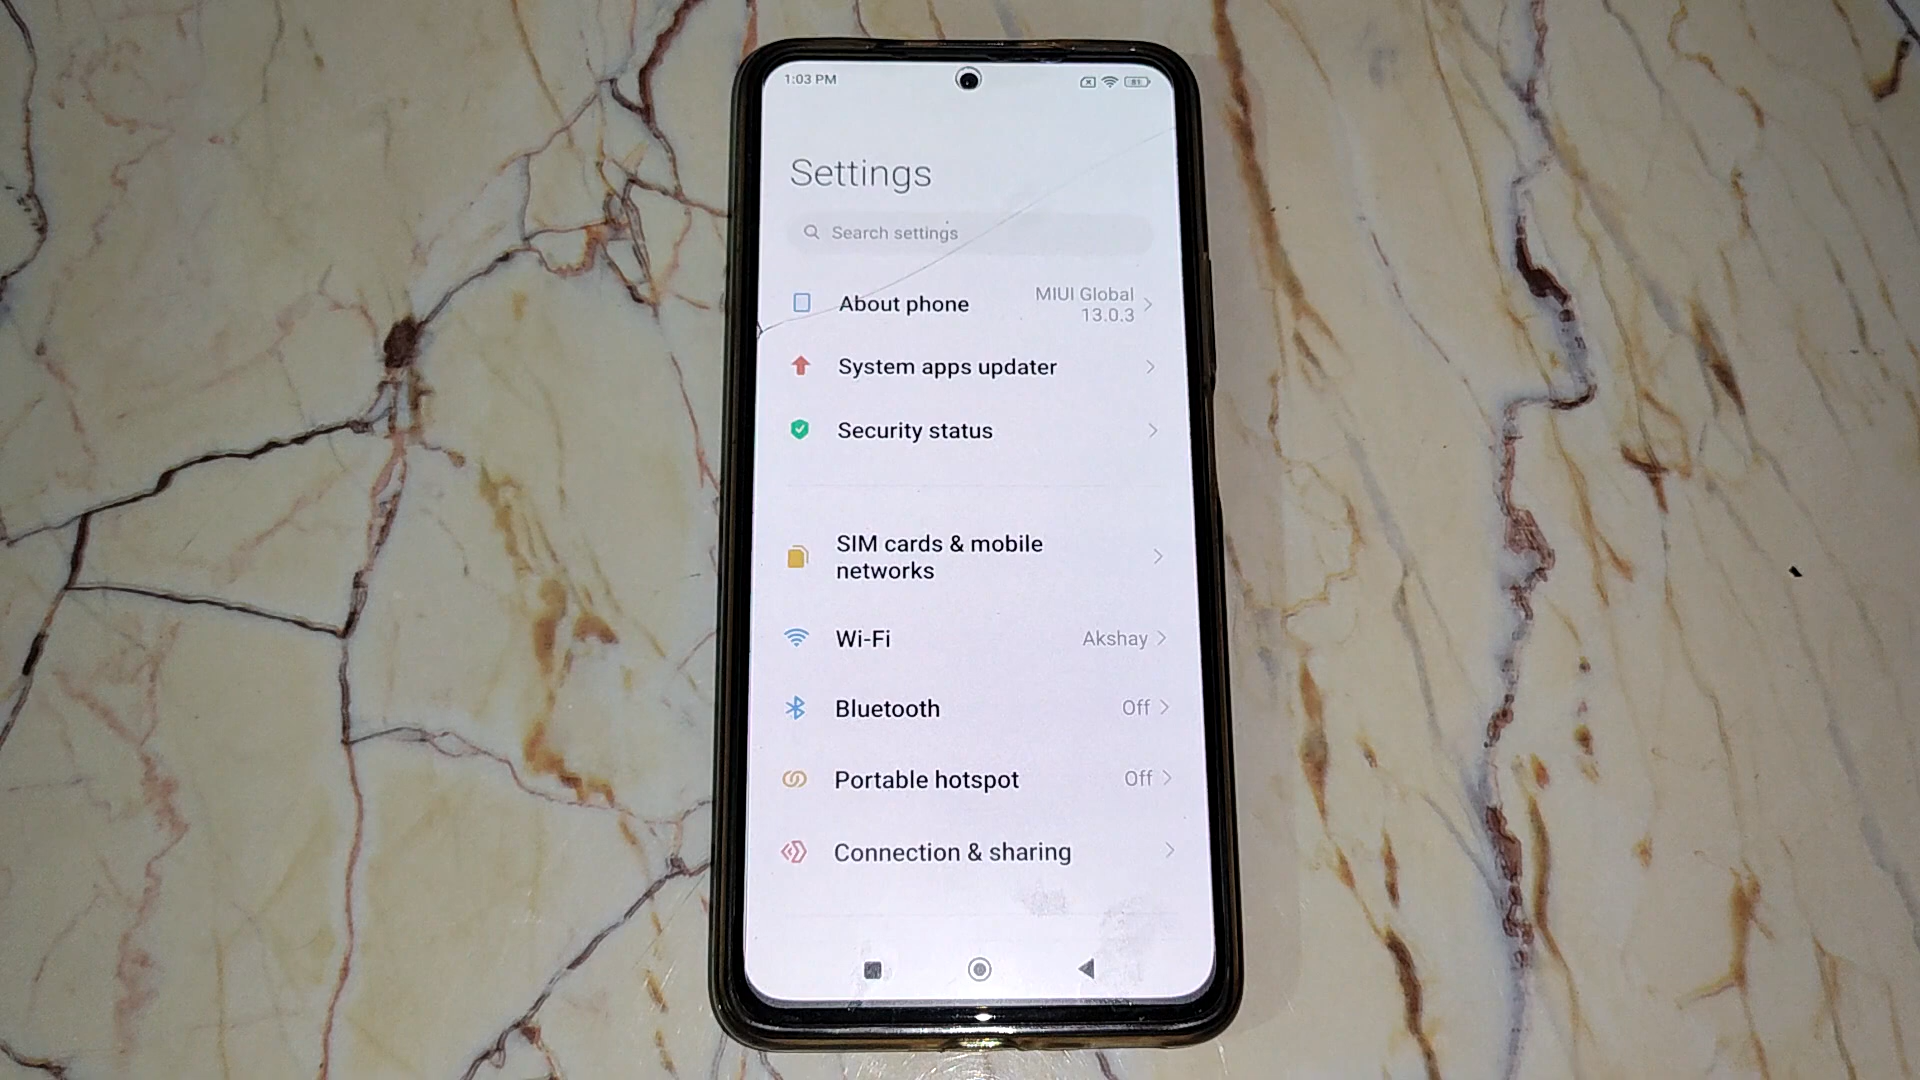 1:03 PM
81
Settings
Search settings
About phone
MIUI Global
13.0.3
System apps updater
Security status
SIM cards & mobile
networks
Wi-Fi
Akshay
Bluetooth
Off
Portable hotspot
Off
Connection & sharing